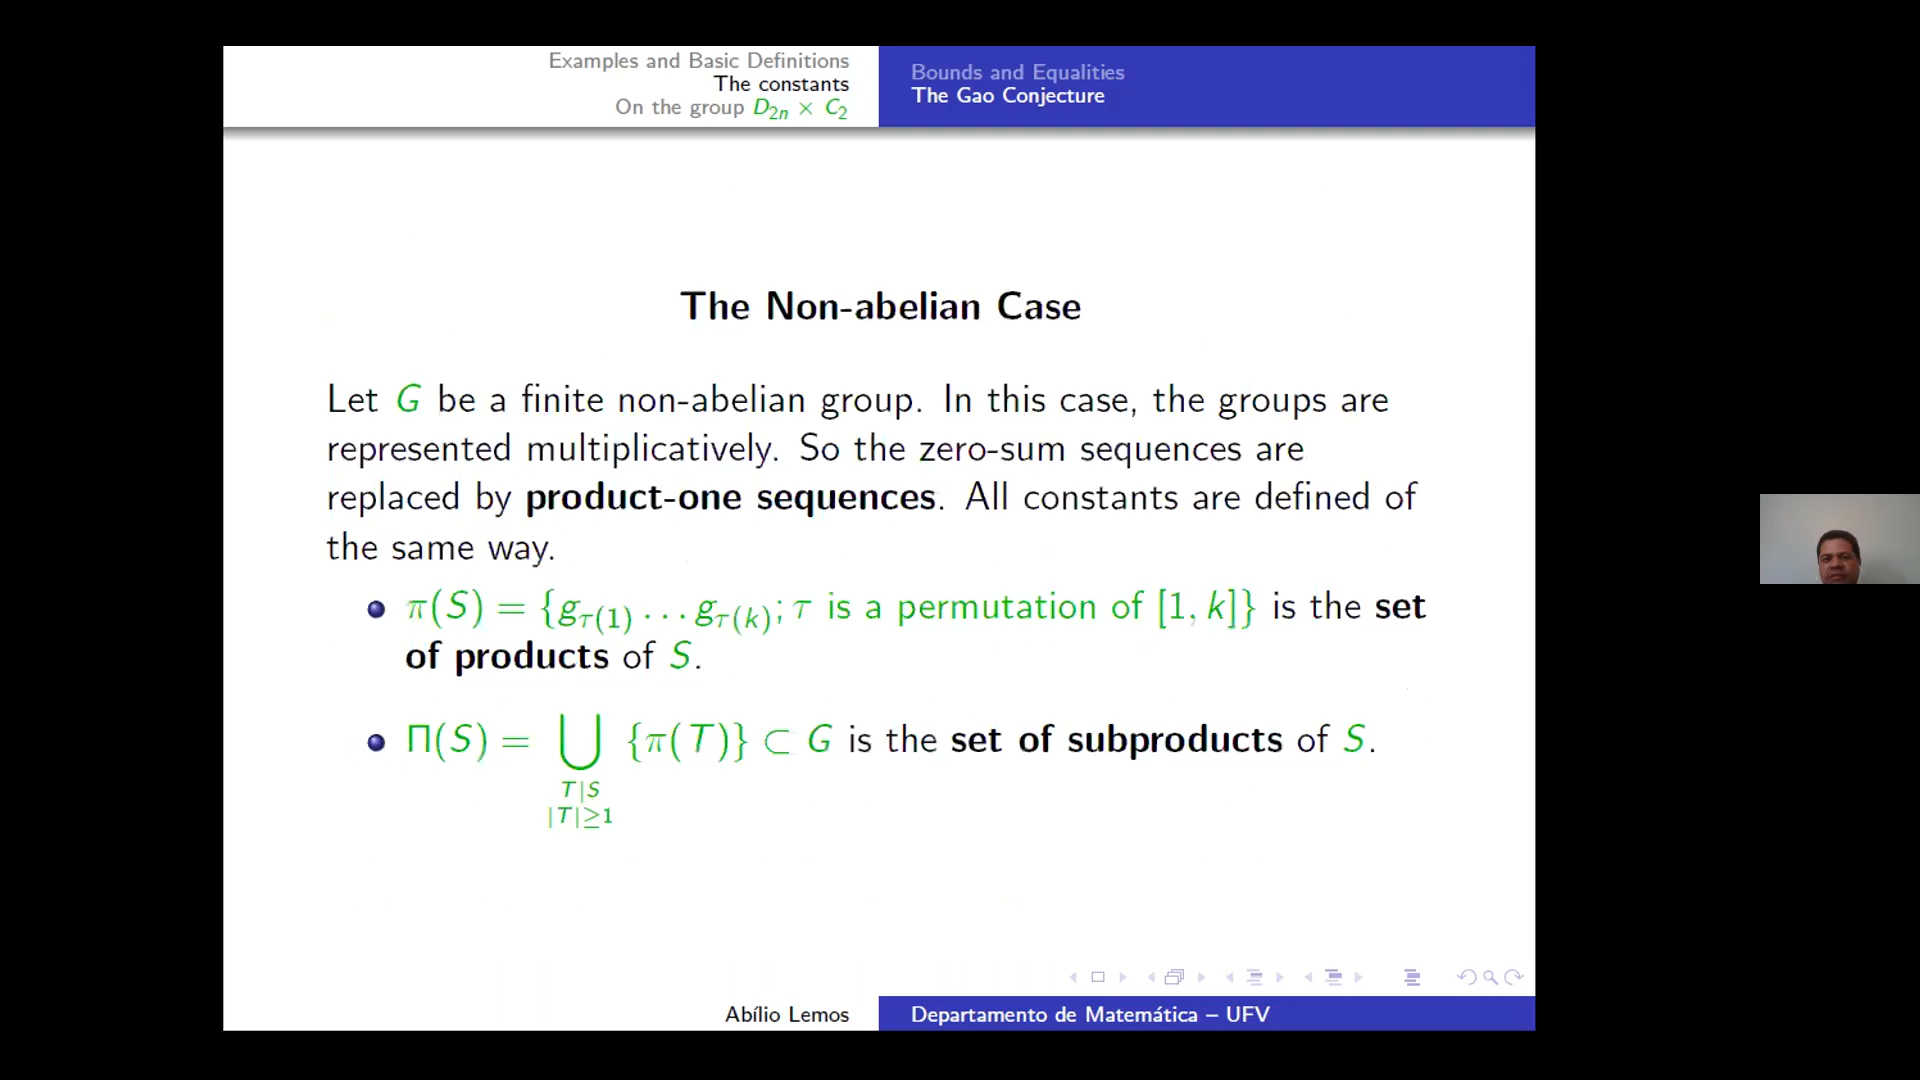 Examples and Basic Definitions
The constants
On the group D₂ₙ × C₂
Bounds and Equalities
The Gao Conjecture
The Non-abelian Case
Let G be a finite non-abelian group. In this case, the groups are
represented multiplicatively. So the zero-sum sequences are
replaced by product-one sequences. All constants are defined of
the same way.
π(S) = {g_{τ(1)} … g_{τ(k)}; τ is a permutation of [1, k]} is the set
of products of S.
Π(S) = ⋃_{T|S, |T|≥1} {π(T)} ⊂ G is the set of subproducts of S.
Abílio Lemos
Departamento de Matemática – UFV